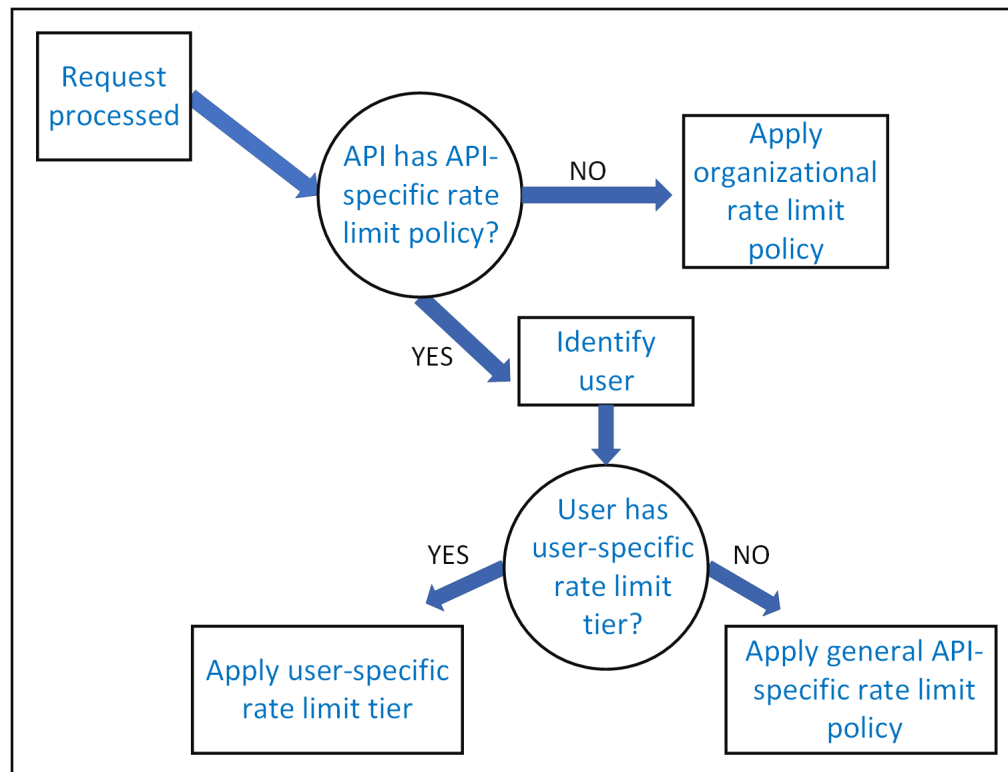 Request
processed
API has API-
specific rate
limit policy?
NO
Apply
organizational
rate limit
policy
YES
Identify
user
User has
user-specific
rate limit
tier?
YES
NO
Apply user-specific
rate limit tier
Apply general API-
specific rate limit
policy